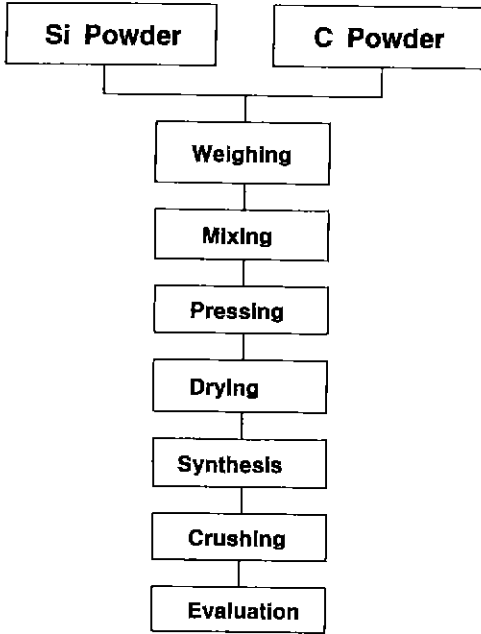 Si Powder
C Powder
Weighing
Mixing
Pressing
Drying
Synthesis
Crushing
Evaluation